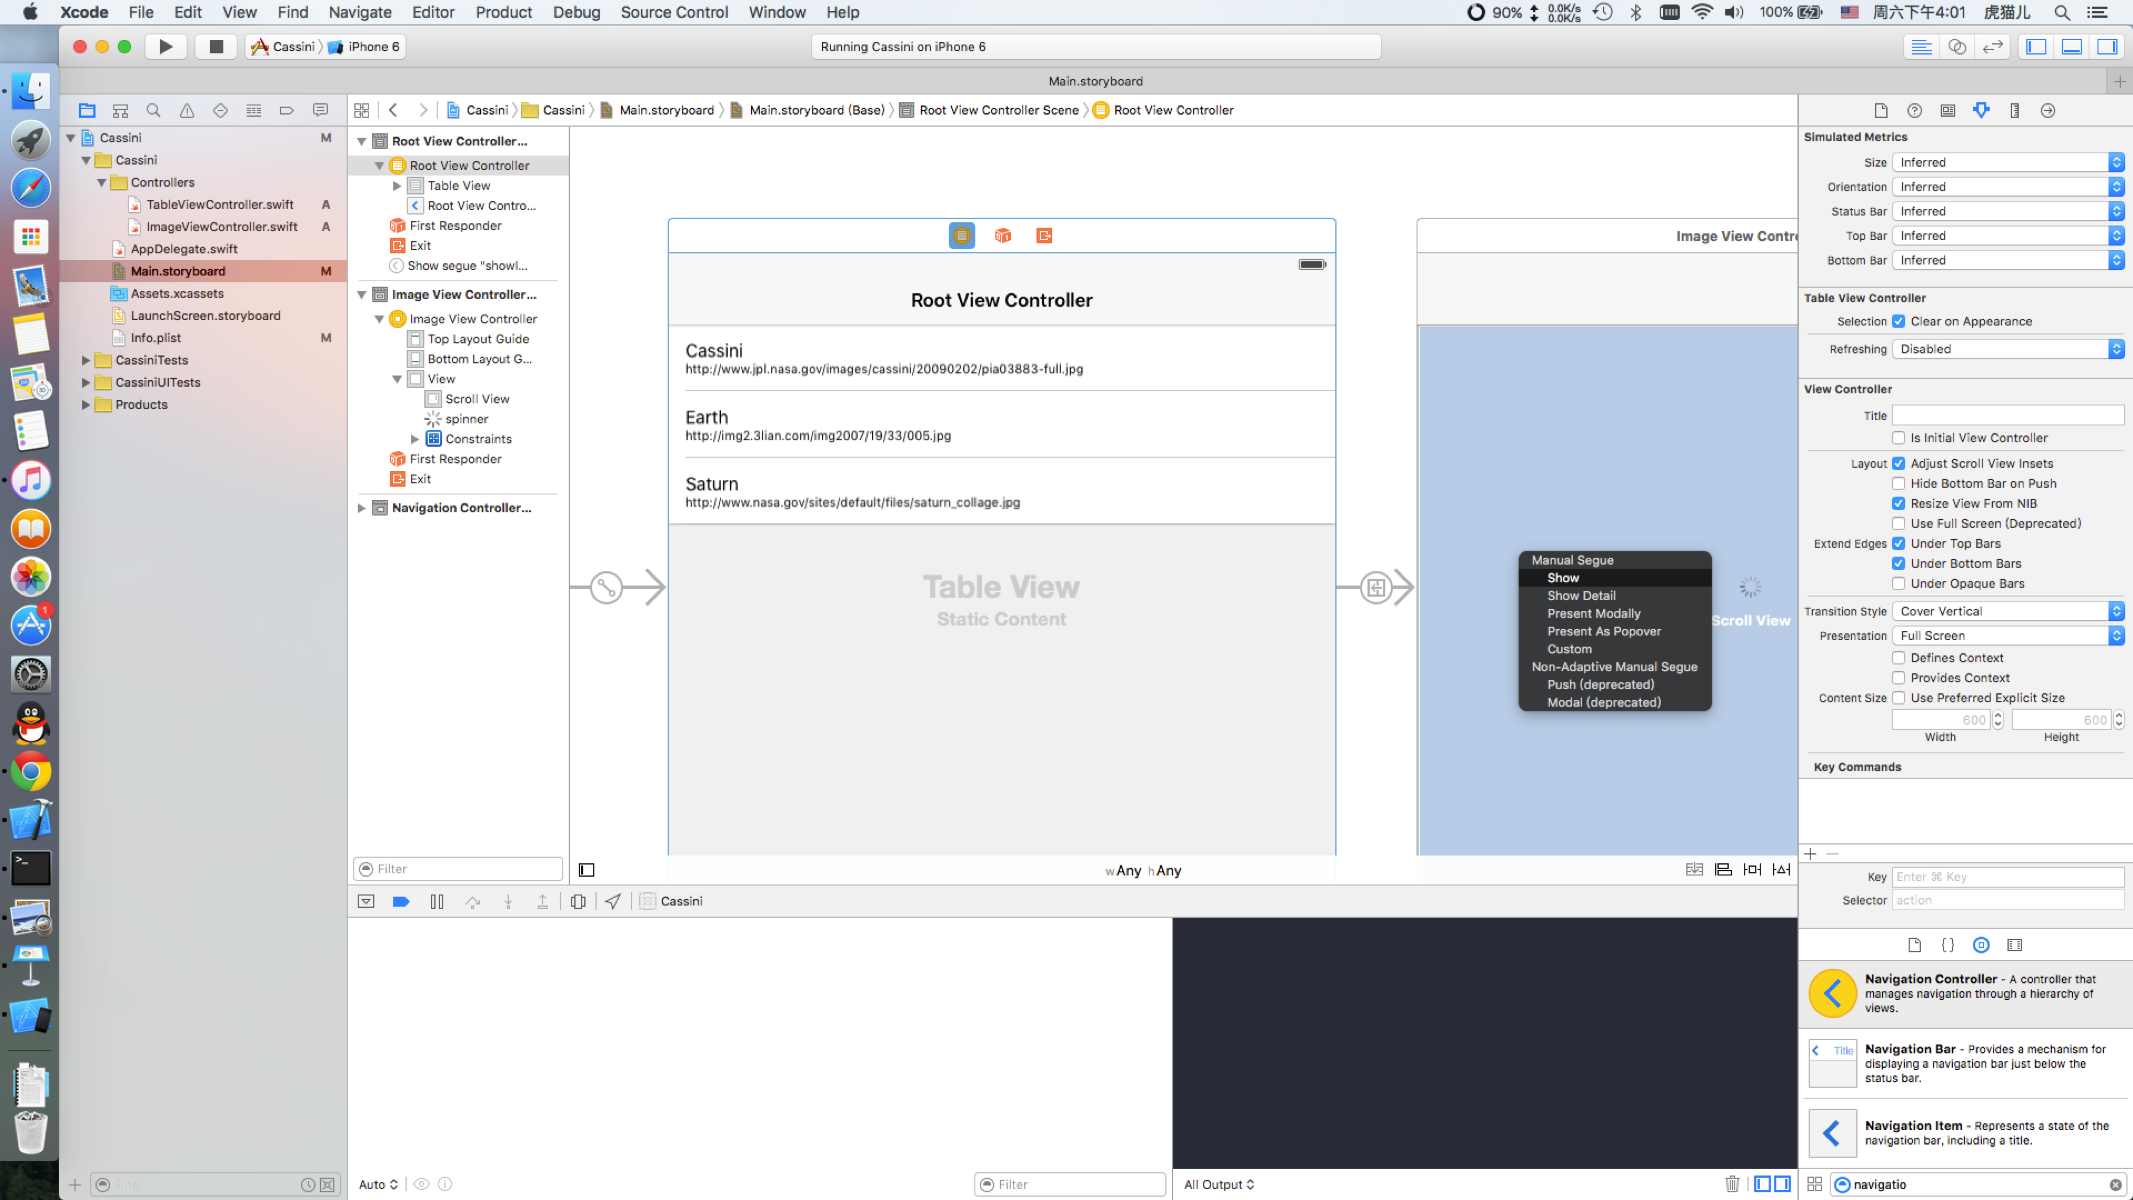 Xcode File Edit View Find Navigate Editor Product Debug Source Control Window Help
90% 0.0K/s 0.0K/s 100% 周六下午4:01 虎猫儿
Cassini iPhone 6
Running Cassini on iPhone 6
Main.storyboard
Cassini Cassini Main.storyboard Main.storyboard (Base) Root View Controller Scene Root View Controller
Cassini M
Cassini
Controllers
TableViewController.swift A
ImageViewController.swift A
AppDelegate.swift
Main.storyboard M
Assets.xcassets
LaunchScreen.storyboard
Info.plist M
CassiniTests
CassiniUITests
Products
Filter
Root View Controller...
Root View Controller
Table View
Root View Contro...
First Responder
Exit
Show segue "showI...
Image View Controller...
Image View Controller
Top Layout Guide
Bottom Layout G...
View
Scroll View
spinner
Constraints
First Responder
Exit
Navigation Controller...
Filter
Root View Controller
Cassini
http://www.jpl.nasa.gov/images/cassini/20090202/pia03883-full.jpg
Earth
http://img2.3lian.com/img2007/19/33/005.jpg
Saturn
http://www.nasa.gov/sites/default/files/saturn_collage.jpg
Table View
Static Content
wAny hAny
Image View Contr
Manual Segue
Show
Show Detail
Present Modally
Present As Popover
Custom
Non-Adaptive Manual Segue
Push (deprecated)
Modal (deprecated)
Scroll View
Cassini
Auto
Filter
All Output
Simulated Metrics
Size Inferred
Orientation Inferred
Status Bar Inferred
Top Bar Inferred
Bottom Bar Inferred
Table View Controller
Selection Clear on Appearance
Refreshing Disabled
View Controller
Title
Is Initial View Controller
Layout Adjust Scroll View Insets
Hide Bottom Bar on Push
Resize View From NIB
Use Full Screen (Deprecated)
Extend Edges Under Top Bars
Under Bottom Bars
Under Opaque Bars
Transition Style Cover Vertical
Presentation Full Screen
Defines Context
Provides Context
Content Size Use Preferred Explicit Size
600 600
Width Height
Key Commands
Key Enter ⌘ Key
Selector action
Navigation Controller - A controller that
manages navigation through a hierarchy of
views.
Title
Navigation Bar - Provides a mechanism for
displaying a navigation bar just below the
status bar.
Navigation Item - Represents a state of the
navigation bar, including a title.
navigatio
1